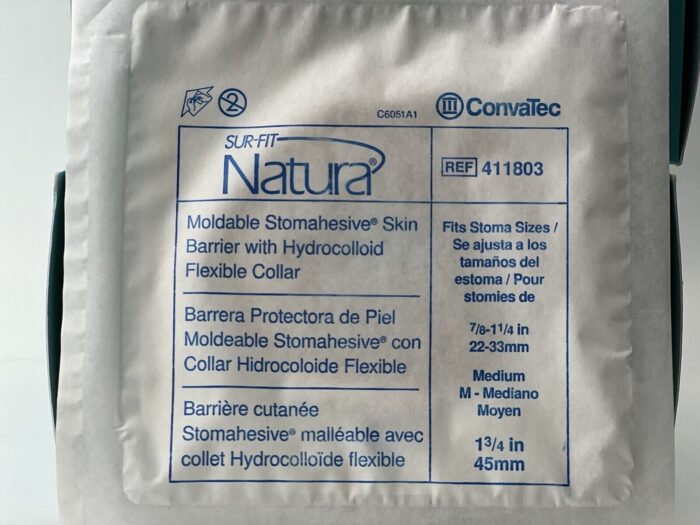 C6051A1
ConvaTec
SUR-FIT
Natura®
REF 411803
Moldable Stomahesive® Skin
Barrier with Hydrocolloid
Flexible Collar
Barrera Protectora de Piel
Moldeable Stomahesive® con
Collar Hidrocoloide Flexible
Barrière cutanée
Stomahesive® malléable avec
collet Hydrocolloïde flexible
Fits Stoma Sizes /
Se ajusta a los
tamaños del
estoma / Pour
stomies de
7/8-1 1/4 in
22-33mm
Medium
M - Mediano
Moyen
1 3/4 in
45mm